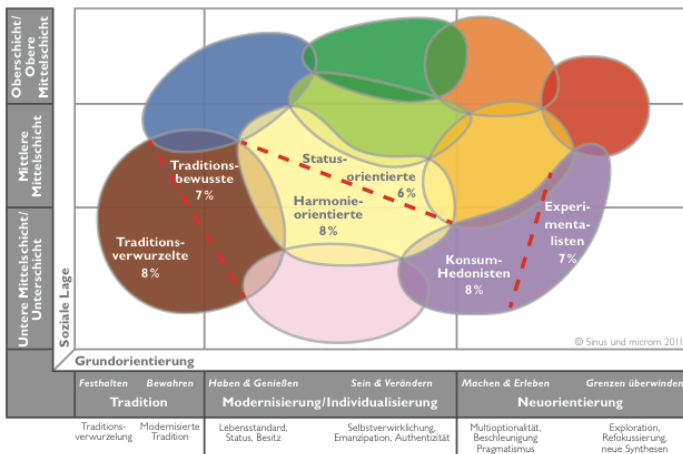 Oberschicht/
Obere
Mittelschicht
Mittlere
Mittelschicht
Untere Mittelschicht/
Unterschicht
Soziale Lage
Traditions-
bewusste
7%
Traditions-
verwurzelte
8%
Status-
orientierte
6%
Harmonie-
orientierte
8%
Konsum-
Hedonisten
8%
Experi-
menta-
listen
7%
© Sinus und microm 2011
Grundorientierung
Festhalten
Bewahren
Haben & Genießen
Sein & Verändern
Machen & Erleben
Grenzen überwinden
Tradition
Modernisierung/Individualisierung
Neuorientierung
Traditions-
verwurzelung
Modernisierte
Tradition
Lebensstandard,
Status, Besitz
Selbstverwirklichung,
Emanzipation, Authentizität
Multioptionalität,
Beschleunigung
Pragmatismus
Exploration,
Refokussierung,
neue Synthesen